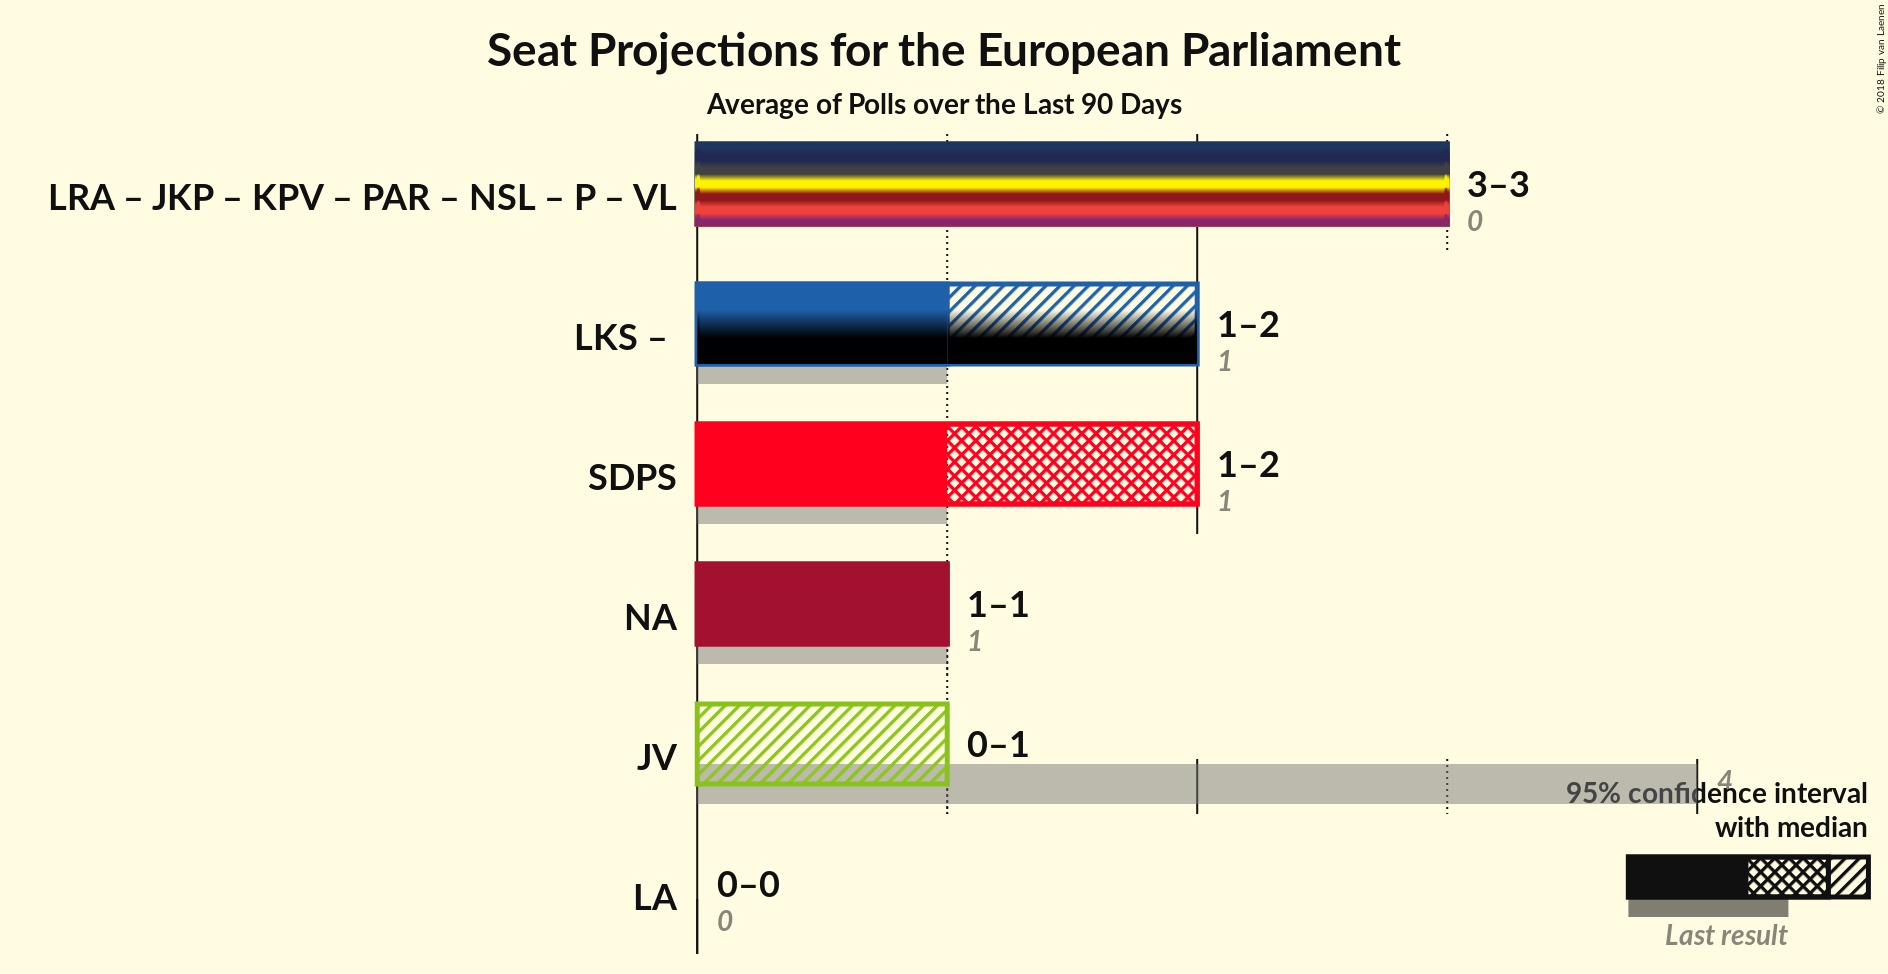 Seat Projections for the European Parliament
Average of Polls over the Last 90 Days
© 2018 Filip van Laenen
LRA – JKP – KPV – PAR – NSL – P – VL
3–3
0
LKS –
1–2
1
SDPS
1–2
1
NA
1–1
1
JV
0–1
4
LA
0–0
0
95% confidence interval
with median
Last result